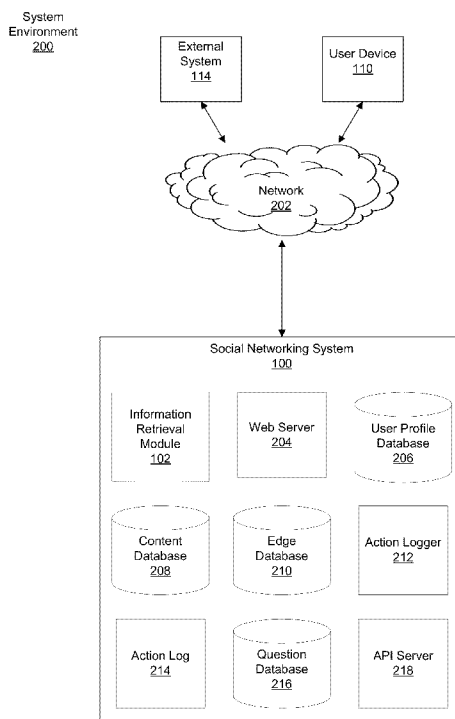 System
Environment
200
External
System
114
User Device
110
Network
202
Social Networking System
100
Information
Retrieval
Module
102
Web Server
204
User Profile
Database
206
Content
Database
208
Edge
Database
210
Action Logger
212
Action Log
214
Question
Database
216
API Server
218